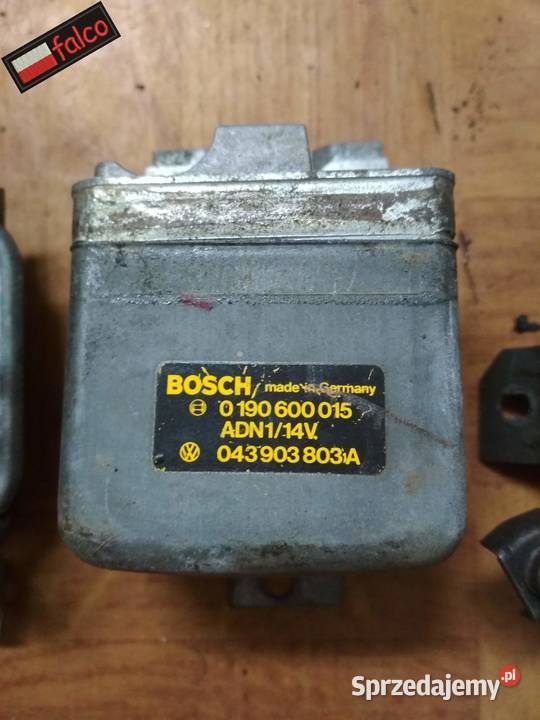 falco
BOSCH made in Germany
0 190 600 015
ADN1/14V
043 903 803 A
Sprzedajemy.pl